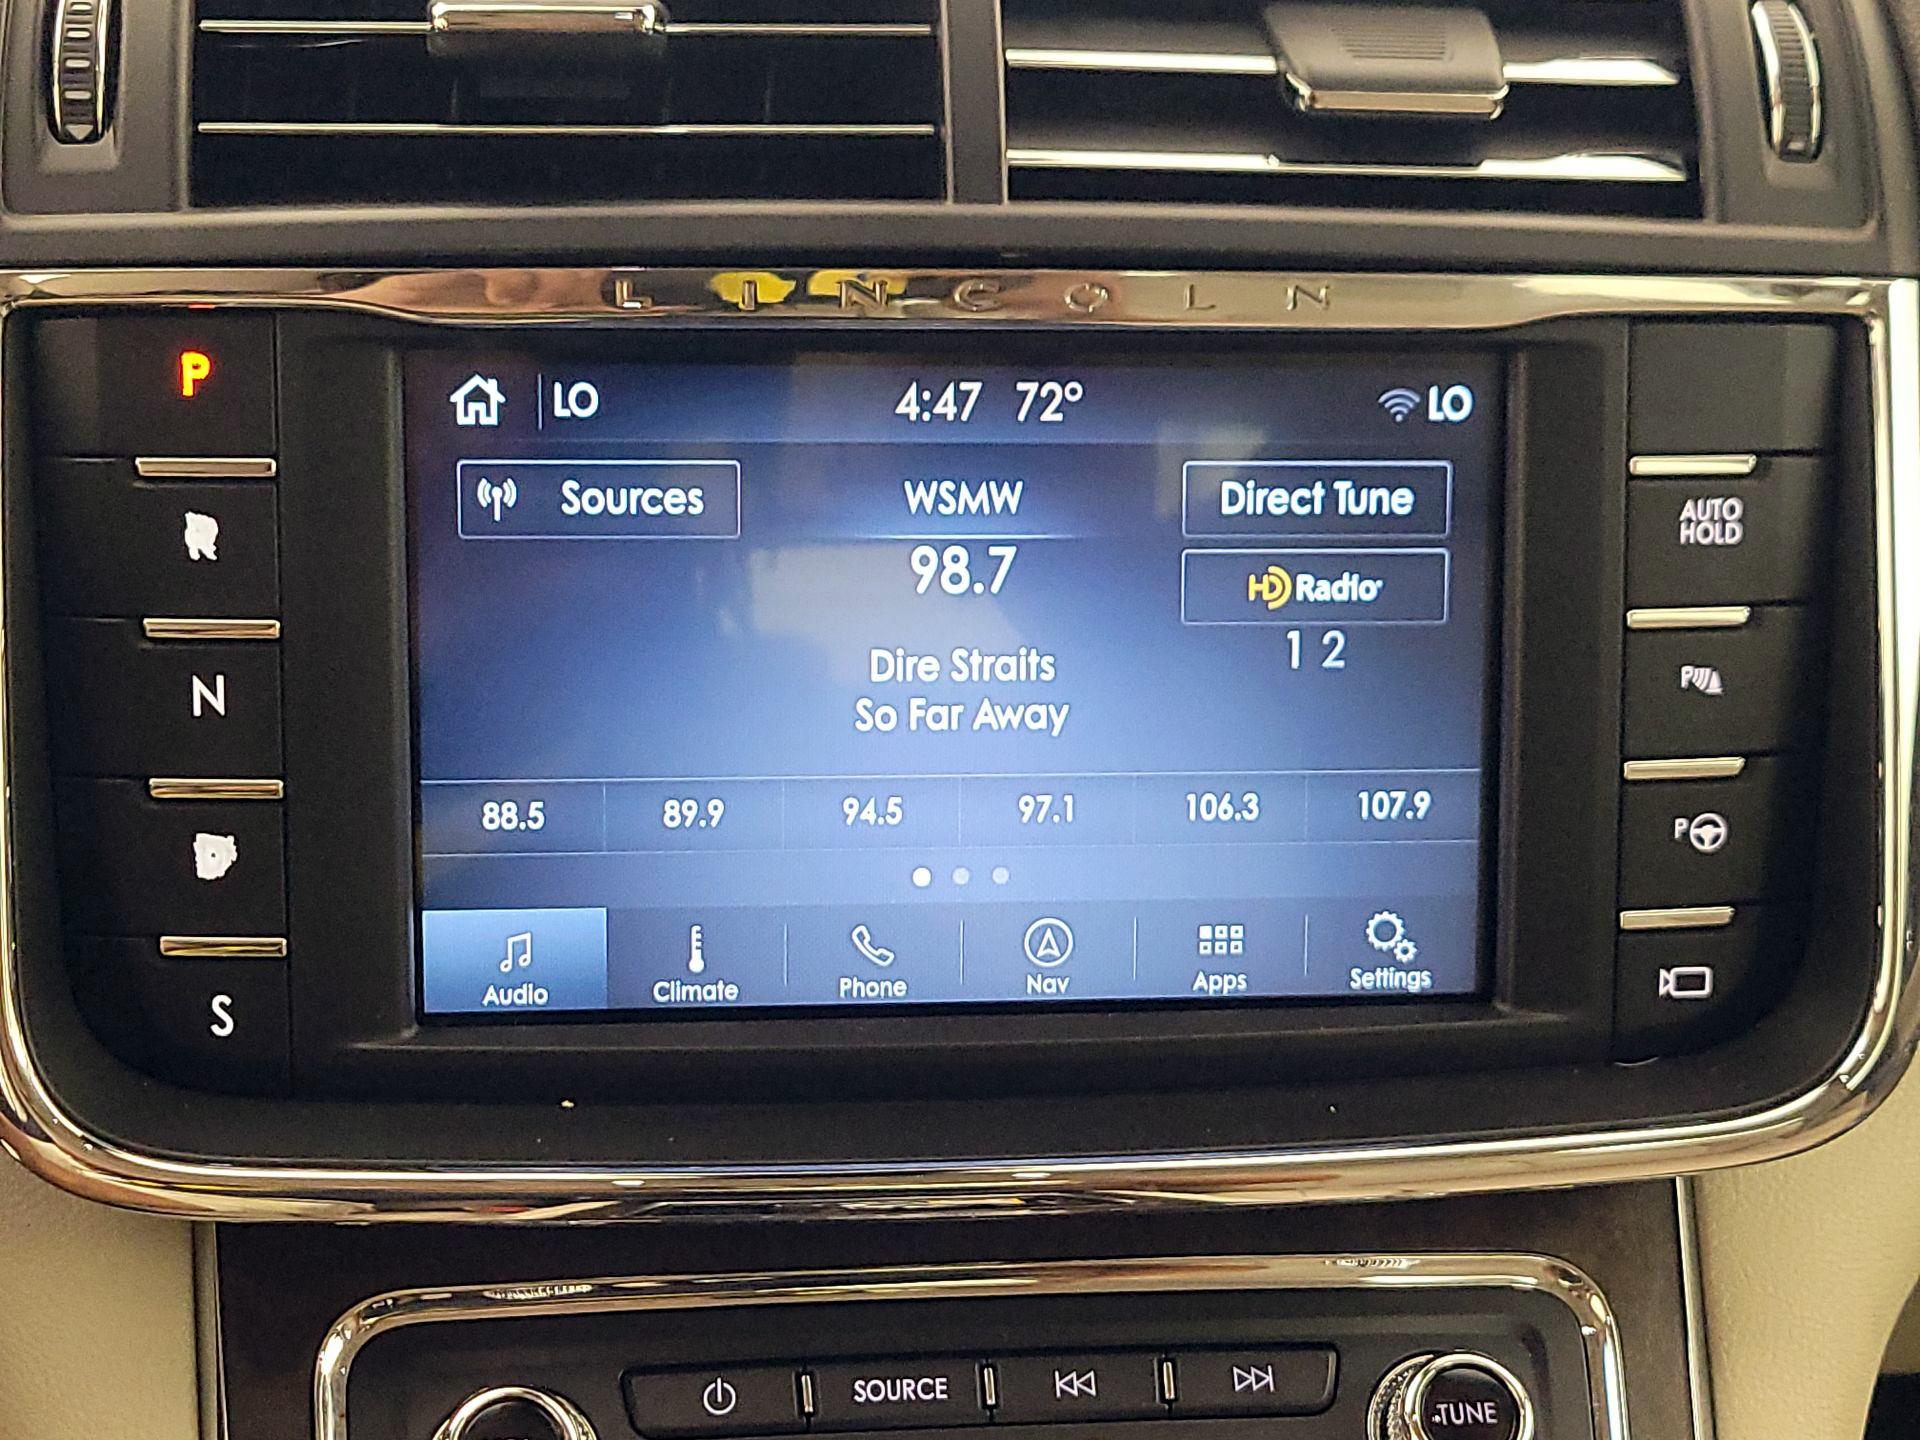 LINCOLN
P
R
N
D
S
LO
4:47 72°
LO
Sources
WSMW
Direct Tune
98.7
HD Radio
1 2
Dire Straits
So Far Away
88.5 89.9 94.5 97.1 106.3 107.9
Audio Climate Phone Nav Apps Settings
AUTO
HOLD
P
P
SOURCE
TUNE